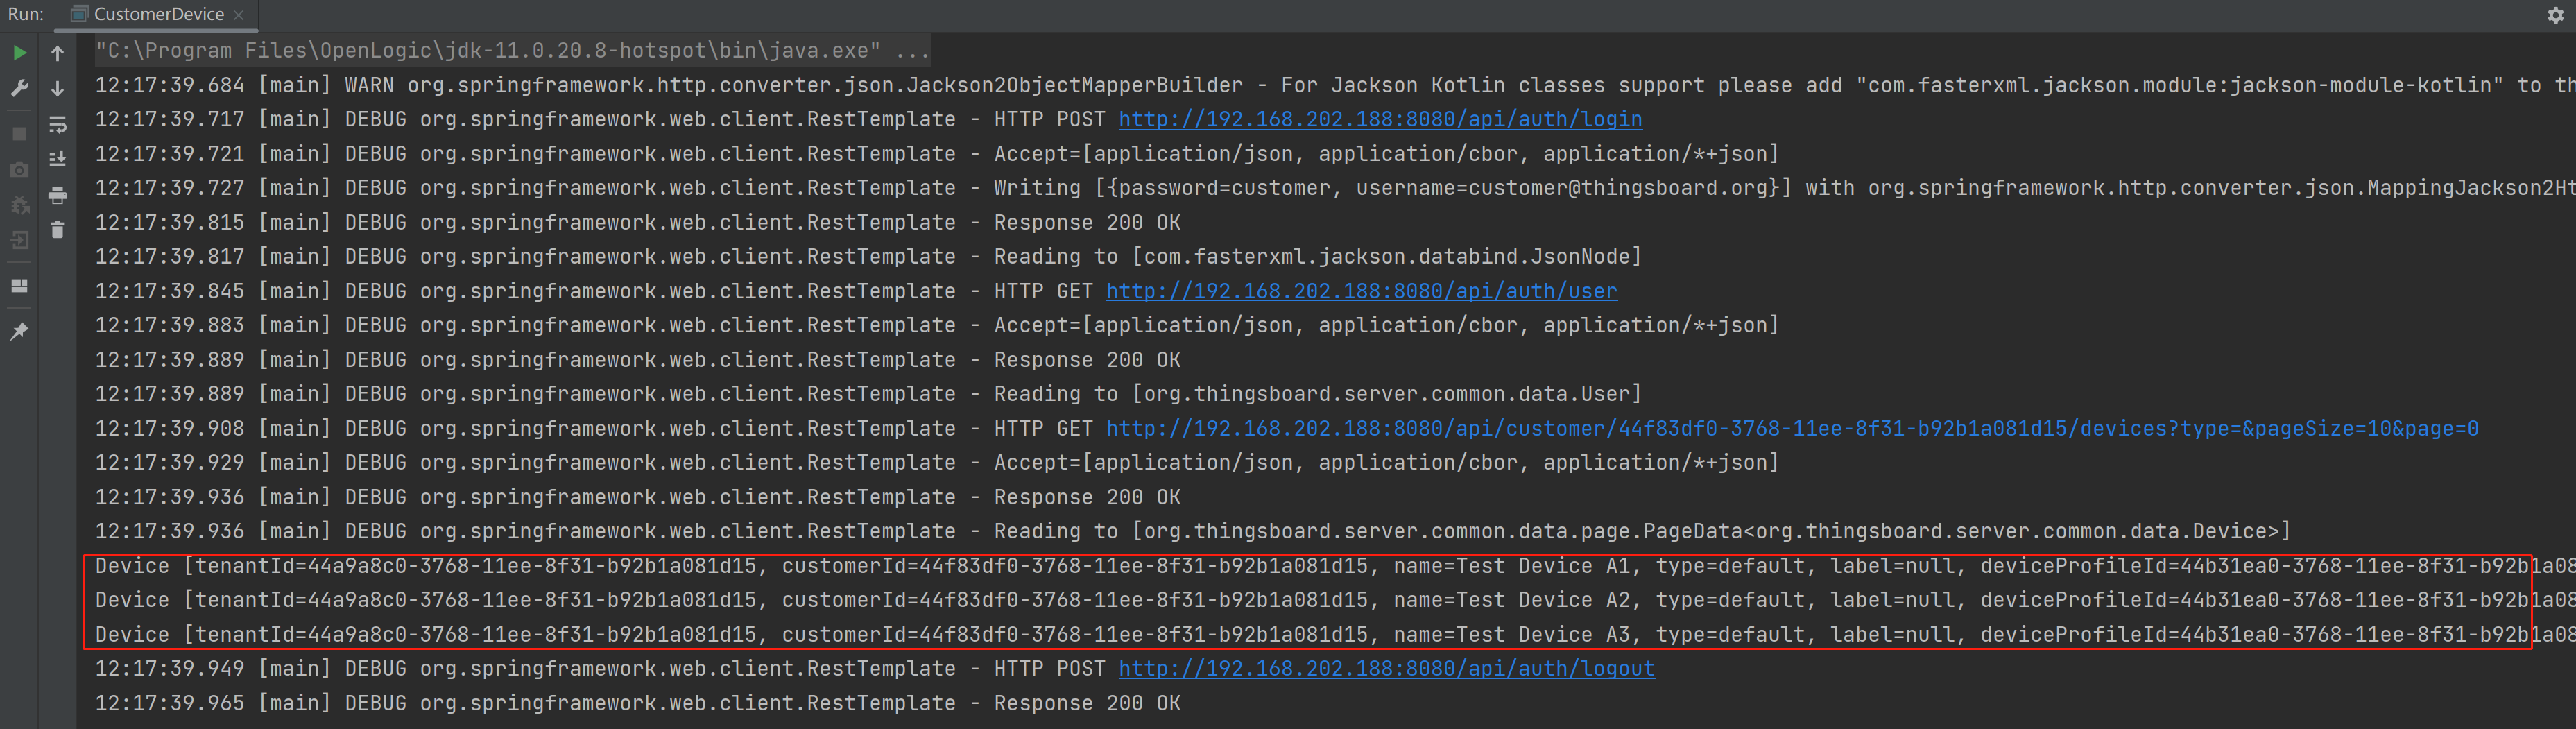 Run: CustomerDevice
"C:\Program Files\OpenLogic\jdk-11.0.20.8-hotspot\bin\java.exe" ...
12:17:39.684 [main] WARN org.springframework.http.converter.json.Jackson2ObjectMapperBuilder - For Jackson Kotlin classes support please add "com.fasterxml.jackson.module:jackson-module-kotlin" to th
12:17:39.717 [main] DEBUG org.springframework.web.client.RestTemplate - HTTP POST http://192.168.202.188:8080/api/auth/login
12:17:39.721 [main] DEBUG org.springframework.web.client.RestTemplate - Accept=[application/json, application/cbor, application/*+json]
12:17:39.727 [main] DEBUG org.springframework.web.client.RestTemplate - Writing [{password=customer, username=customer@thingsboard.org}] with org.springframework.http.converter.json.MappingJackson2Ht
12:17:39.815 [main] DEBUG org.springframework.web.client.RestTemplate - Response 200 OK
12:17:39.817 [main] DEBUG org.springframework.web.client.RestTemplate - Reading to [com.fasterxml.jackson.databind.JsonNode]
12:17:39.845 [main] DEBUG org.springframework.web.client.RestTemplate - HTTP GET http://192.168.202.188:8080/api/auth/user
12:17:39.883 [main] DEBUG org.springframework.web.client.RestTemplate - Accept=[application/json, application/cbor, application/*+json]
12:17:39.889 [main] DEBUG org.springframework.web.client.RestTemplate - Response 200 OK
12:17:39.889 [main] DEBUG org.springframework.web.client.RestTemplate - Reading to [org.thingsboard.server.common.data.User]
12:17:39.908 [main] DEBUG org.springframework.web.client.RestTemplate - HTTP GET http://192.168.202.188:8080/api/customer/44f83df0-3768-11ee-8f31-b92b1a081d15/devices?type=&pageSize=10&page=0
12:17:39.929 [main] DEBUG org.springframework.web.client.RestTemplate - Accept=[application/json, application/cbor, application/*+json]
12:17:39.936 [main] DEBUG org.springframework.web.client.RestTemplate - Response 200 OK
12:17:39.936 [main] DEBUG org.springframework.web.client.RestTemplate - Reading to [org.thingsboard.server.common.data.page.PageData<org.thingsboard.server.common.data.Device>]
Device [tenantId=44a9a8c0-3768-11ee-8f31-b92b1a081d15, customerId=44f83df0-3768-11ee-8f31-b92b1a081d15, name=Test Device A1, type=default, label=null, deviceProfileId=44b31ea0-3768-11ee-8f31-b92b1a08
Device [tenantId=44a9a8c0-3768-11ee-8f31-b92b1a081d15, customerId=44f83df0-3768-11ee-8f31-b92b1a081d15, name=Test Device A2, type=default, label=null, deviceProfileId=44b31ea0-3768-11ee-8f31-b92b1a08
Device [tenantId=44a9a8c0-3768-11ee-8f31-b92b1a081d15, customerId=44f83df0-3768-11ee-8f31-b92b1a081d15, name=Test Device A3, type=default, label=null, deviceProfileId=44b31ea0-3768-11ee-8f31-b92b1a08
12:17:39.949 [main] DEBUG org.springframework.web.client.RestTemplate - HTTP POST http://192.168.202.188:8080/api/auth/logout
12:17:39.965 [main] DEBUG org.springframework.web.client.RestTemplate - Response 200 OK